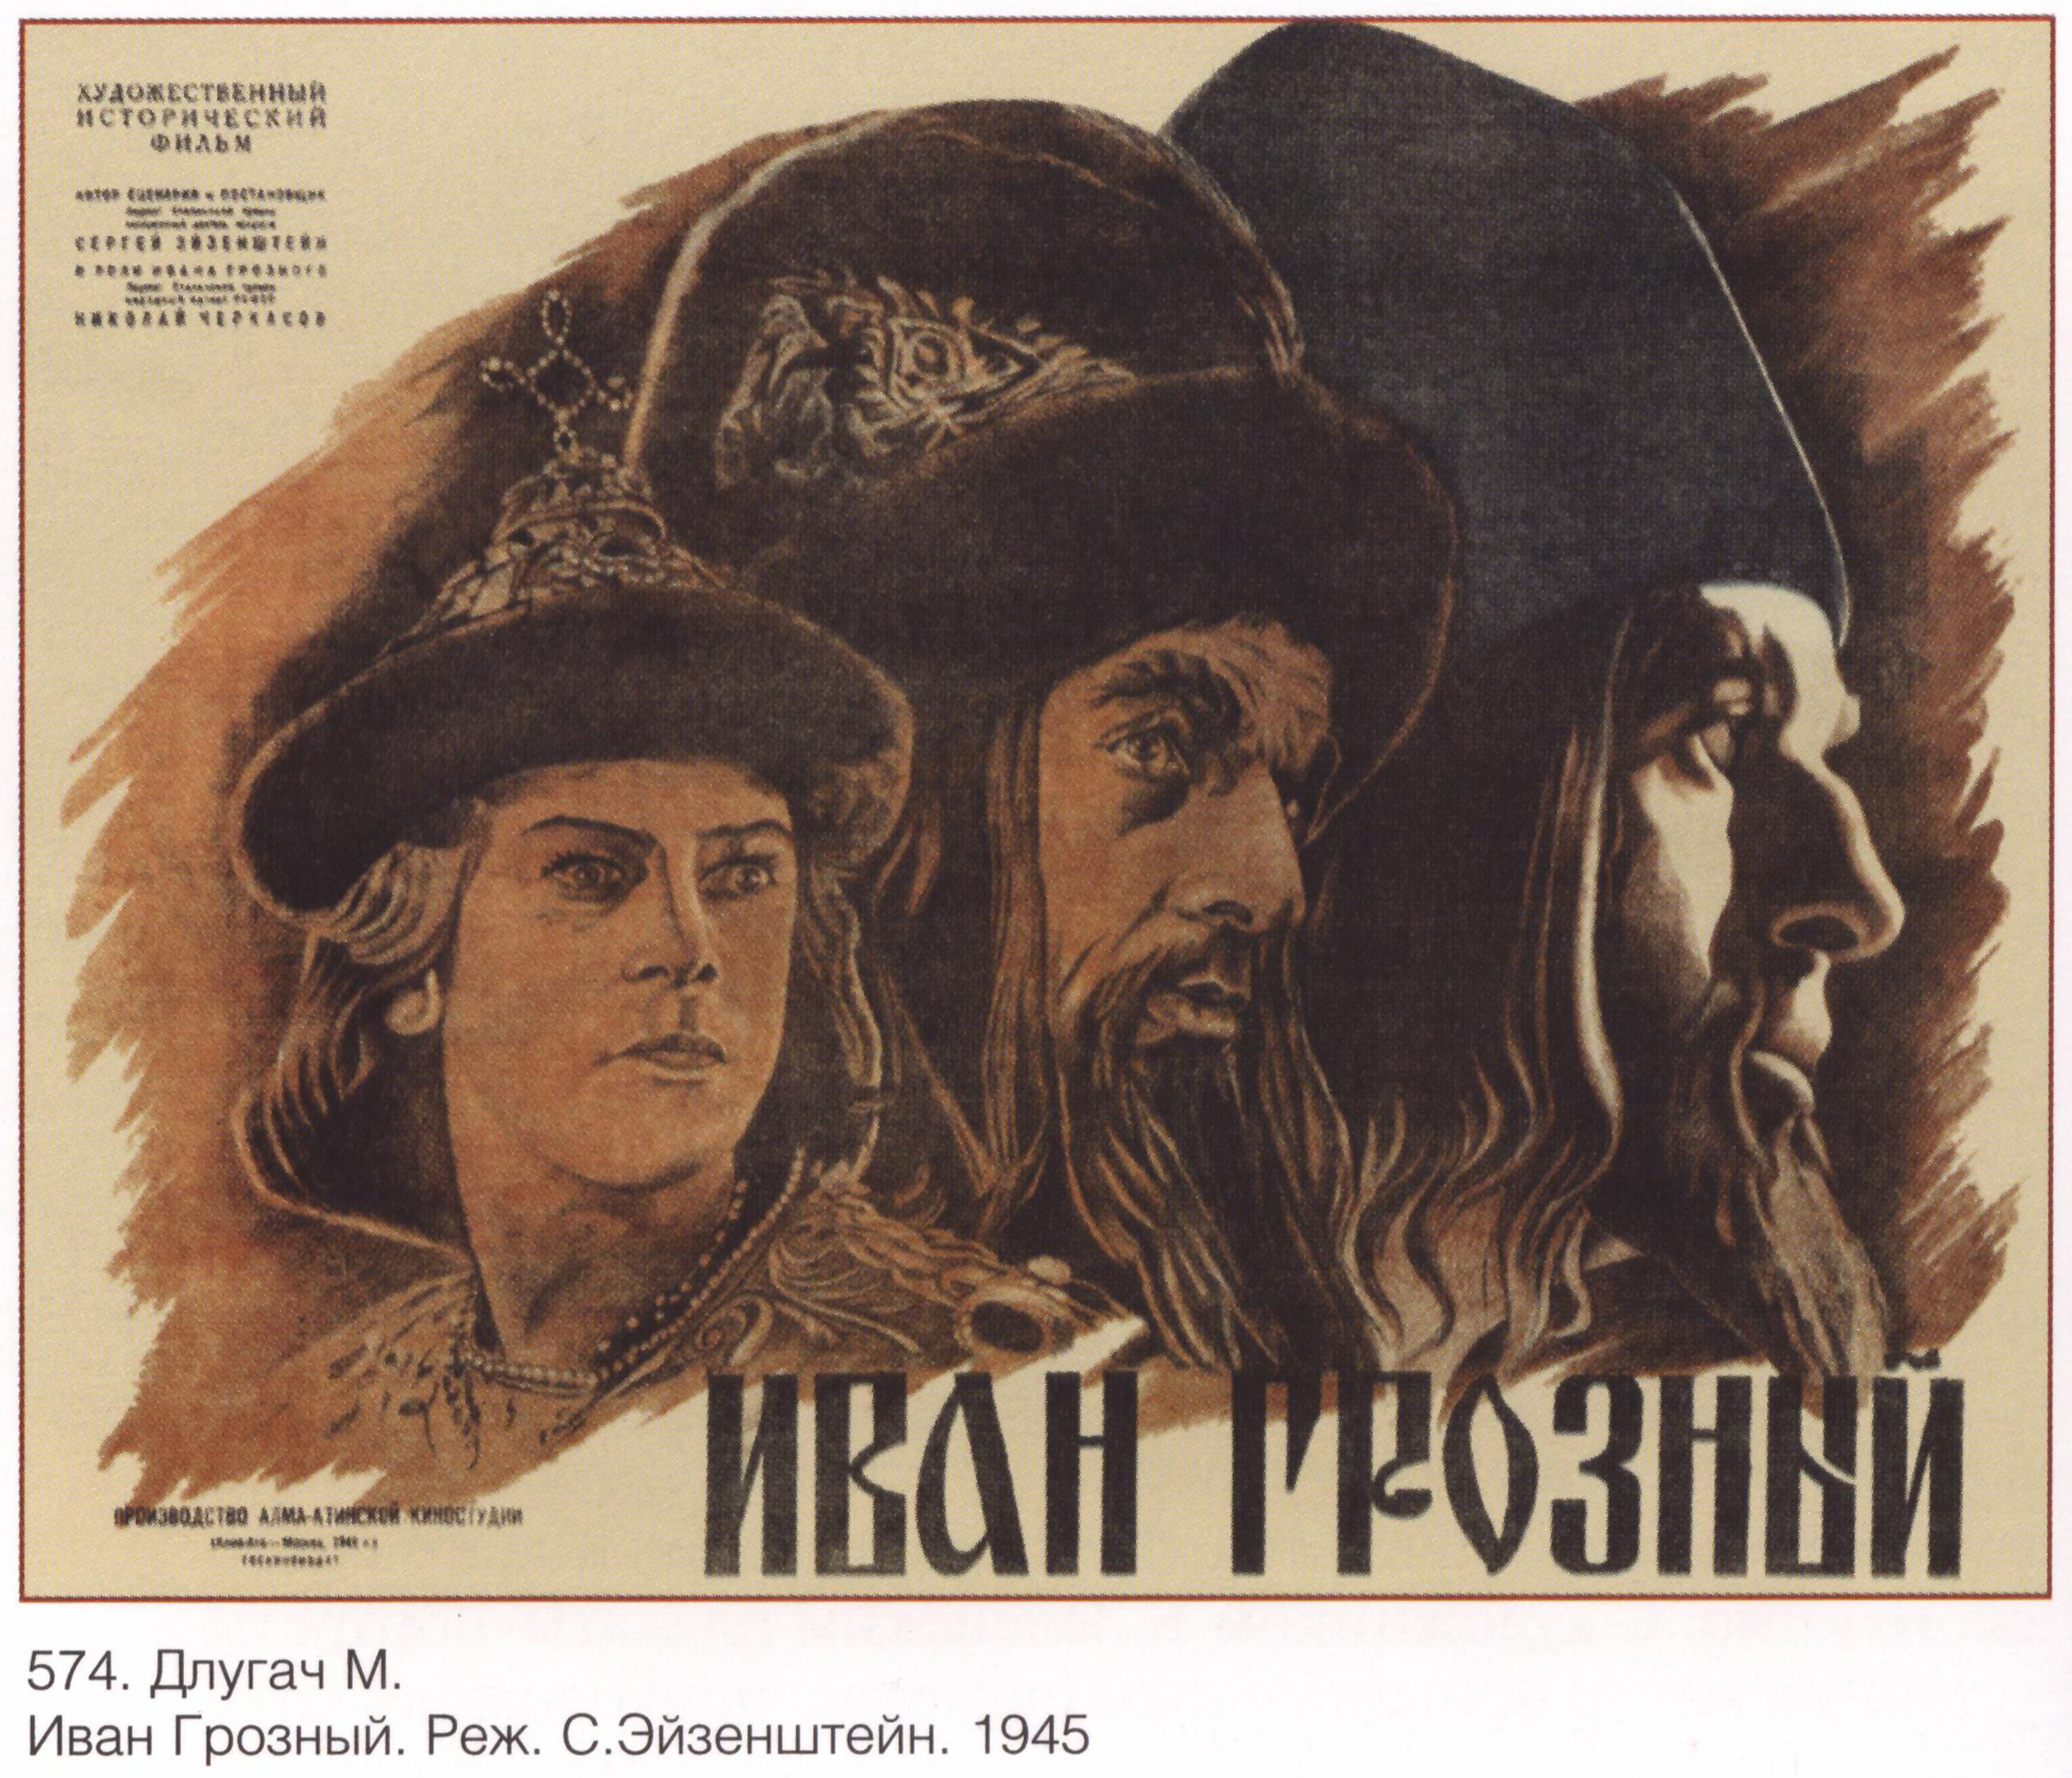 ХУДОЖЕСТВЕННЫЙ
ИСТОРИЧЕСКИЙ
ФИЛЬМ
АВТОР СЦЕНАРИЯ и ПОСТАНОВЩИК
СЕРГЕЙ ЭЙЗЕНШТЕЙН
В РОЛИ ИВАНА ГРОЗНОГО
НИКОЛАЙ ЧЕРКАСОВ
ИВАН ГРОЗНЫЙ
ПРОИЗВОДСТВО АЛМА-АТИНСКОЙ КИНОСТУДИИ
574. Длугач М.
Иван Грозный. Реж. С.Эйзенштейн. 1945